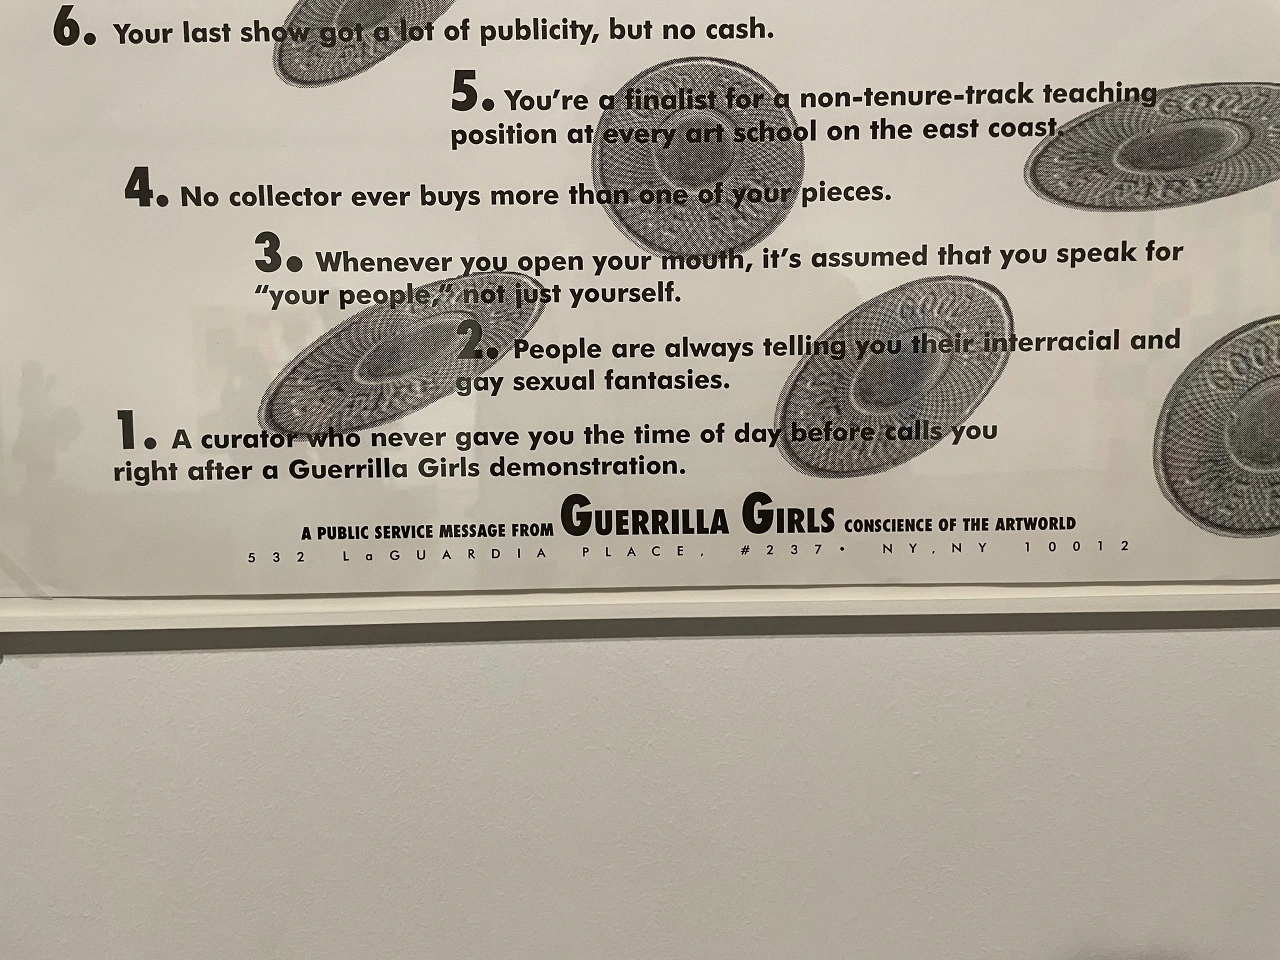 6. Your last show got a lot of publicity, but no cash.
5. You're a finalist for a non-tenure-track teaching
position at every art school on the east coast.
4. No collector ever buys more than one of your pieces.
3. Whenever you open your mouth, it's assumed that you speak for
“your people,” not just yourself.
2. People are always telling you their interracial and
gay sexual fantasies.
1. A curator who never gave you the time of day before calls you
right after a Guerrilla Girls demonstration.
A PUBLIC SERVICE MESSAGE FROM GUERRILLA GIRLS CONSCIENCE OF THE ARTWORLD
532 LaGUARDIA PLACE, #237• NY, NY 10012